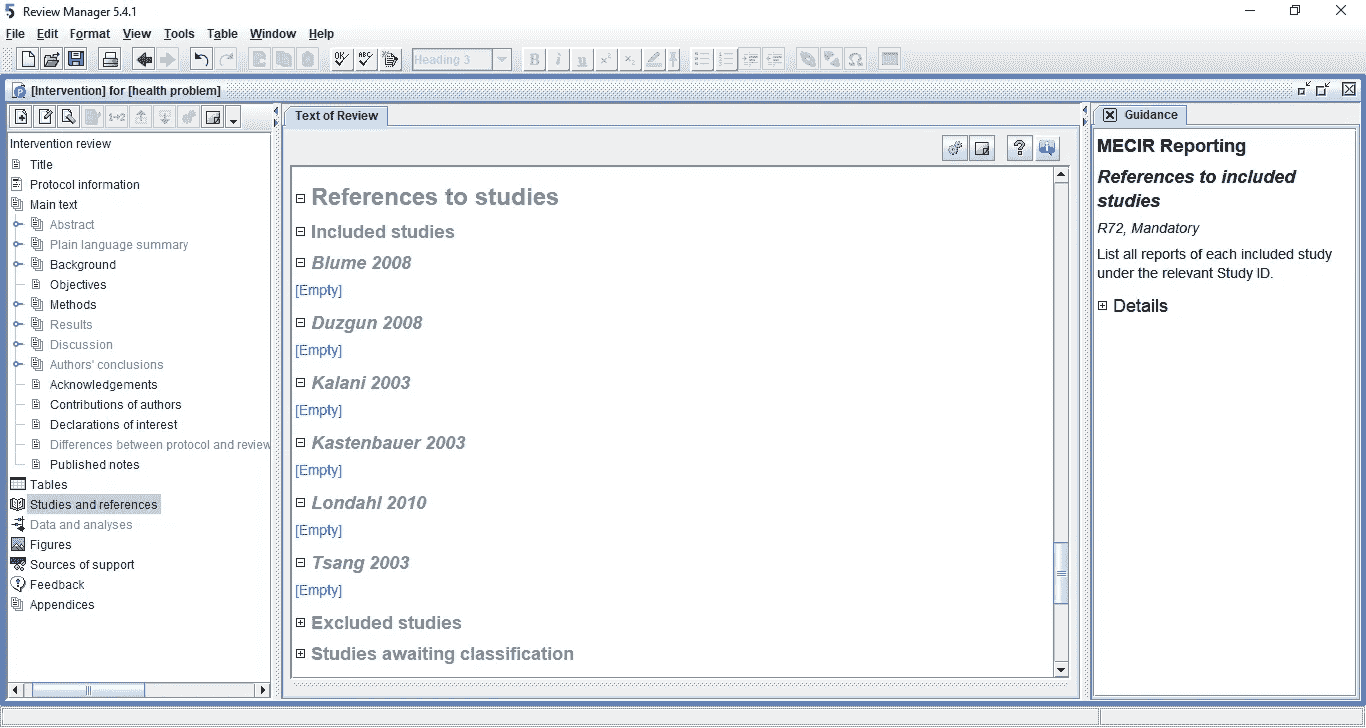 Review Manager 5.4.1
File Edit Format View Tools Table Window Help
Heading 3
[Intervention] for [health problem]
Intervention review
Title
Protocol information
Main text
Abstract
Plain language summary
Background
Objectives
Methods
Results
Discussion
Authors' conclusions
Acknowledgements
Contributions of authors
Declarations of interest
Differences between protocol and review
Published notes
Tables
Studies and references
Data and analyses
Figures
Sources of support
Feedback
Appendices
Text of Review
References to studies
Included studies
Blume 2008
[Empty]
Duzgun 2008
[Empty]
Kalani 2003
[Empty]
Kastenbauer 2003
[Empty]
Londahl 2010
[Empty]
Tsang 2003
[Empty]
Excluded studies
Studies awaiting classification
Guidance
MECIR Reporting
References to included
studies
R72, Mandatory
List all reports of each included study
under the relevant Study ID.
Details